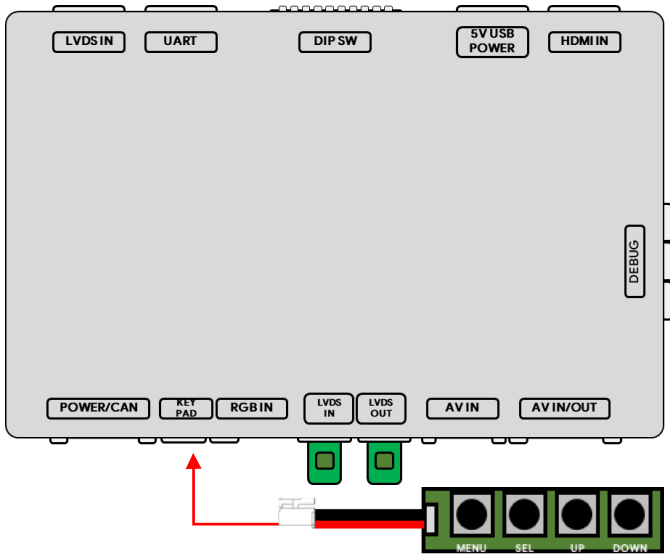 LVDS IN
UART
DIP SW
5V USB
POWER
HDMI IN
DEBUG
POWER/CAN
KEY
PAD
RGB IN
LVDS
IN
LVDS
OUT
AV IN
AV IN/OUT
MENU
SEL
UP
DOWN